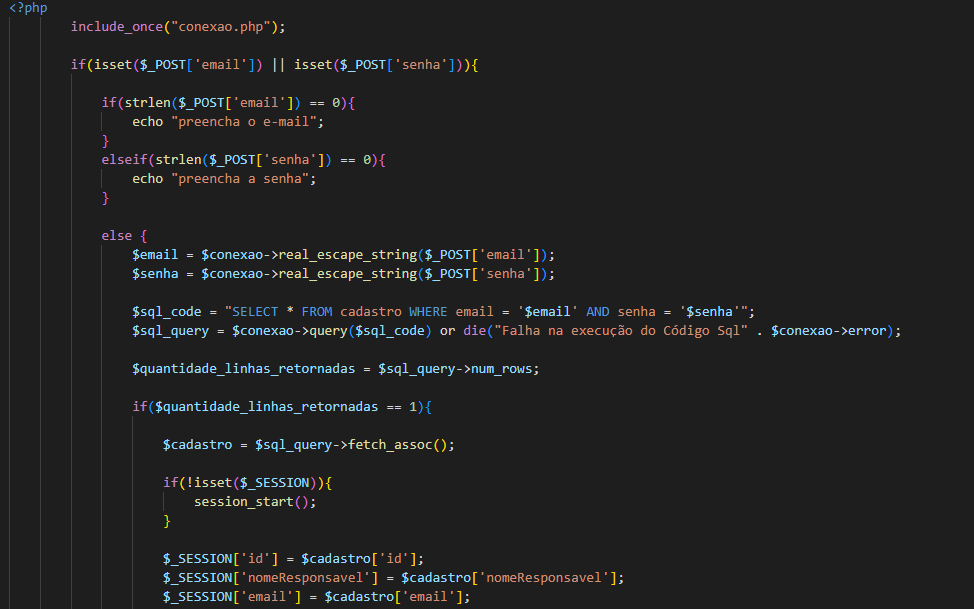 <?php
include_once("conexao.php");
if(isset($_POST['email']) || isset($_POST['senha'])){
if(strlen($_POST['email']) == 0){
echo "preencha o e-mail";
}
elseif(strlen($_POST['senha']) == 0){
echo "preencha a senha";
}
else {
$email = $conexao->real_escape_string($_POST['email']);
$senha = $conexao->real_escape_string($_POST['senha']);
$sql_code = "SELECT * FROM cadastro WHERE email = '$email' AND senha = '$senha'";
$sql_query = $conexao->query($sql_code) or die("Falha na execução do Código Sql" . $conexao->error);
$quantidade_linhas_retornadas = $sql_query->num_rows;
if($quantidade_linhas_retornadas == 1){
$cadastro = $sql_query->fetch_assoc();
if(!isset($_SESSION)){
session_start();
}
$_SESSION['id'] = $cadastro['id'];
$_SESSION['nomeResponsavel'] = $cadastro['nomeResponsavel'];
$_SESSION['email'] = $cadastro['email'];